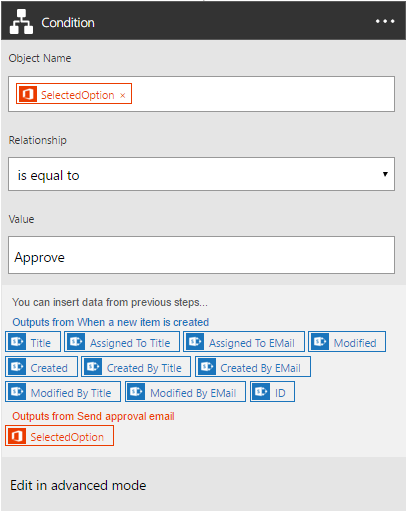 Condition
Object Name
SelectedOption ×
Relationship
is equal to
Value
Approve
You can insert data from previous steps...
Outputs from When a new item is created
Title Assigned To Title Assigned To EMail Modified
Created Created By Title Created By EMail
Modified By Title Modified By EMail ID
Outputs from Send approval email
SelectedOption
Edit in advanced mode